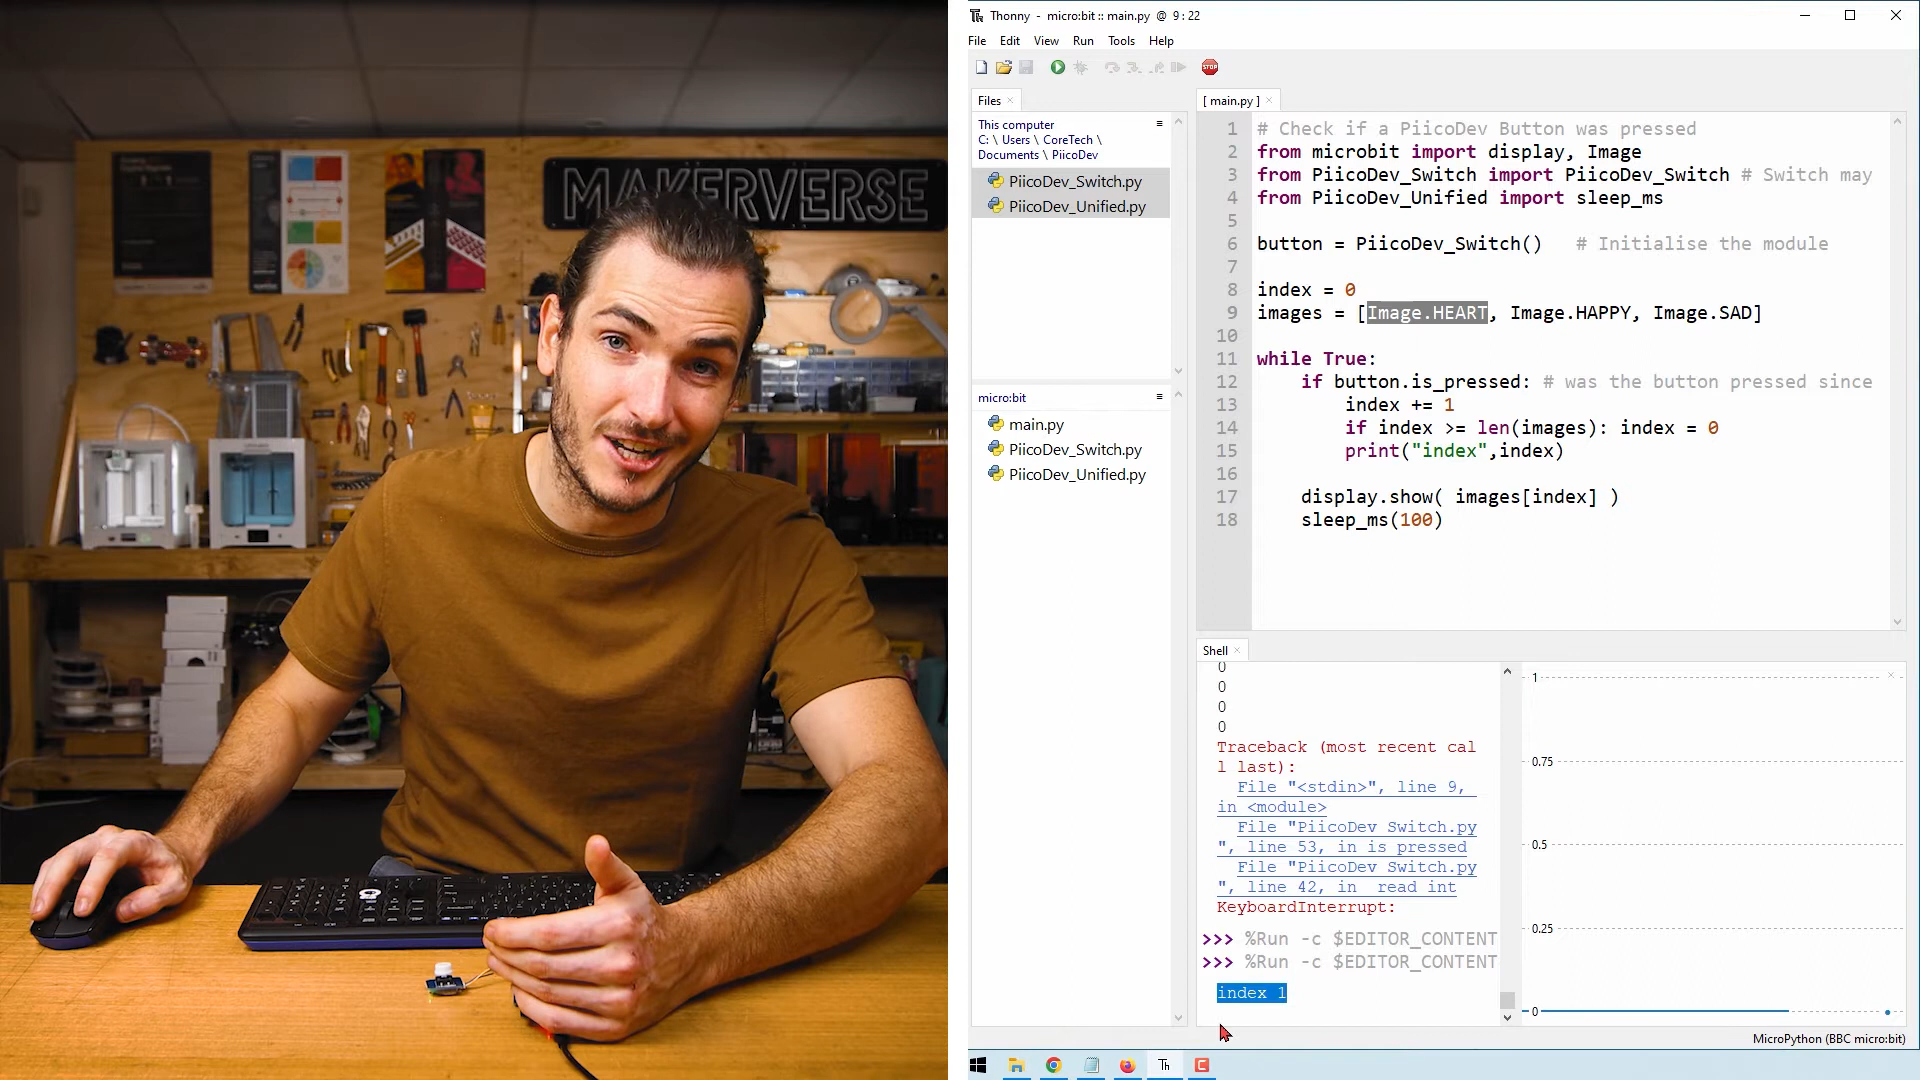 MAKERVERSE
Thonny - micro:bit :: main.py @ 9 : 22
File Edit View Run Tools Help
STOP
Files
[ main.py ]
This computer
C: \ Users \ CoreTech \
Documents \ PiicoDev
PiicoDev_Switch.py
PiicoDev_Unified.py
micro:bit
main.py
PiicoDev_Switch.py
PiicoDev_Unified.py
1 # Check if a PiicoDev Button was pressed
2 from microbit import display, Image
3 from PiicoDev_Switch import PiicoDev_Switch # Switch may
4 from PiicoDev_Unified import sleep_ms
5
6 button = PiicoDev_Switch() # Initialise the module
7
8 index = 0
9 images = [Image.HEART, Image.HAPPY, Image.SAD]
10
11 while True:
12 if button.is_pressed: # was the button pressed since
13 index += 1
14 if index >= len(images): index = 0
15 print("index",index)
16
17 display.show( images[index] )
18 sleep_ms(100)
Shell
0
0
0
0
Traceback (most recent cal
l last):
File "<stdin>", line 9,
in <module>
File "PiicoDev_Switch.py
", line 53, in is_pressed
File "PiicoDev_Switch.py
", line 42, in _read_int
KeyboardInterrupt:
>>> %Run -c $EDITOR_CONTENT
>>> %Run -c $EDITOR_CONTENT
index 1
1
0.75
0.5
0.25
0
MicroPython (BBC micro:bit)
Th